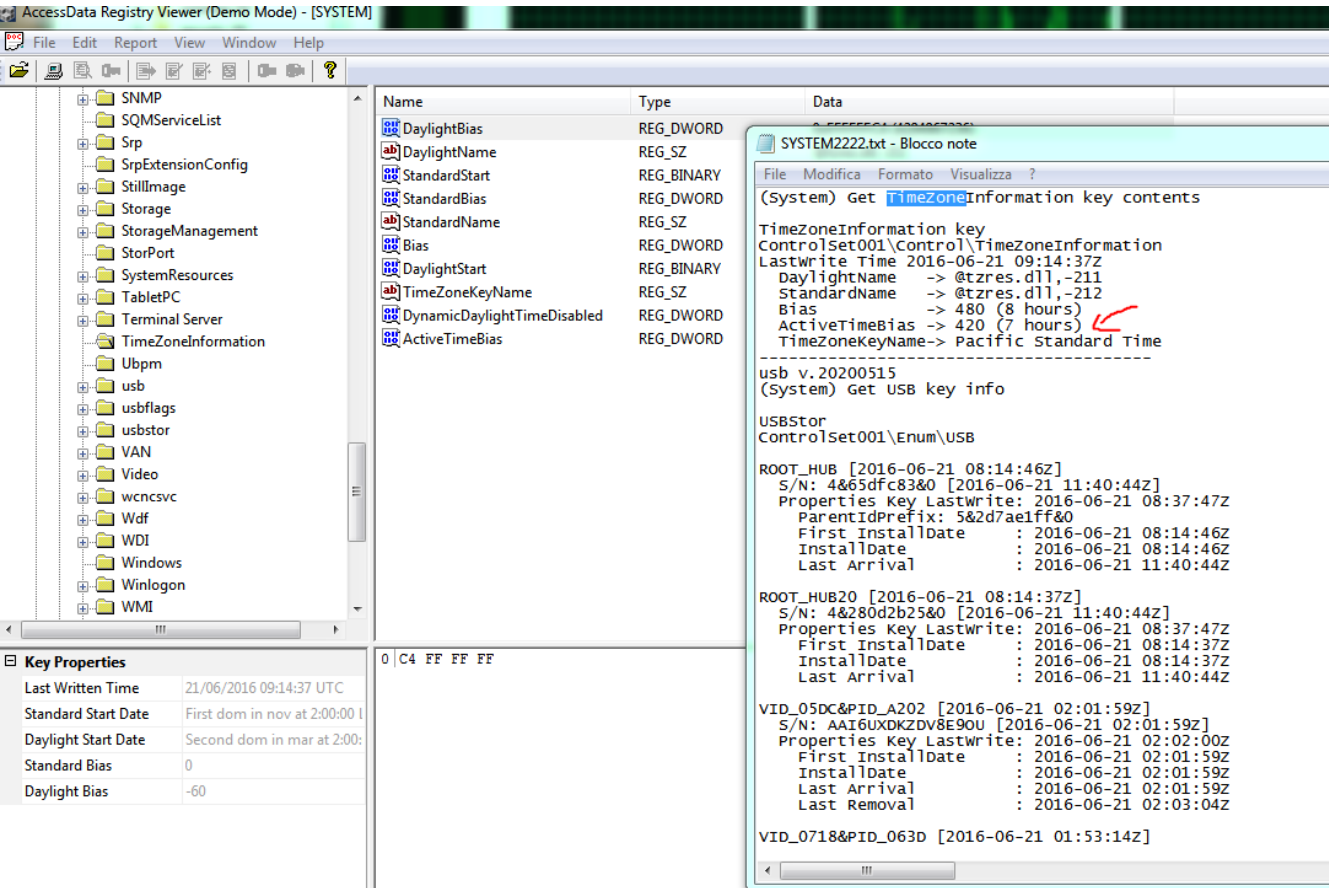 AccessData Registry Viewer (Demo Mode) - [SYSTEM]
File Edit Report View Window Help
SNMP
SQMServiceList
Srp
SrpExtensionConfig
StillImage
Storage
StorageManagement
StorPort
SystemResources
TabletPC
Terminal Server
TimeZoneInformation
Ubpm
usb
usbflags
usbstor
VAN
Video
wcncsvc
Wdf
WDI
Windows
Winlogon
WMI
Name Type Data
DaylightBias REG_DWORD
DaylightName REG_SZ
StandardStart REG_BINARY
StandardBias REG_DWORD
StandardName REG_SZ
Bias REG_DWORD
DaylightStart REG_BINARY
TimeZoneKeyName REG_SZ
DynamicDaylightTimeDisabled REG_DWORD
ActiveTimeBias REG_DWORD
Key Properties
Last Written Time 21/06/2016 09:14:37 UTC
Standard Start Date First dom in nov at 2:00:00 L
Daylight Start Date Second dom in mar at 2:00:
Standard Bias 0
Daylight Bias -60
0 C4 FF FF FF
SYSTEM2222.txt - Blocco note
File Modifica Formato Visualizza ?
(System) Get TimeZoneInformation key contents
TimeZoneInformation key
ControlSet001\Control\TimeZoneInformation
LastWrite Time 2016-06-21 09:14:37Z
DaylightName -> @tzres.dll,-211
StandardName -> @tzres.dll,-212
Bias -> 480 (8 hours)
ActiveTimeBias -> 420 (7 hours)
TimeZoneKeyName-> Pacific Standard Time
----------------------------------------
usb v.20200515
(System) Get USB key info
USBStor
ControlSet001\Enum\USB
ROOT_HUB [2016-06-21 08:14:46Z]
S/N: 4&65dfc83&0 [2016-06-21 11:40:44Z]
Properties Key LastWrite: 2016-06-21 08:37:47Z
ParentIdPrefix: 5&2d7ae1ff&0
First InstallDate : 2016-06-21 08:14:46Z
InstallDate : 2016-06-21 08:14:46Z
Last Arrival : 2016-06-21 11:40:44Z
ROOT_HUB20 [2016-06-21 08:14:37Z]
S/N: 4&280d2b25&0 [2016-06-21 11:40:44Z]
Properties Key LastWrite: 2016-06-21 08:37:47Z
First InstallDate : 2016-06-21 08:14:37Z
InstallDate : 2016-06-21 08:14:37Z
Last Arrival : 2016-06-21 11:40:44Z
VID_05DC&PID_A202 [2016-06-21 02:01:59Z]
S/N: AAI6UXDKZDV8E9OU [2016-06-21 02:01:59Z]
Properties Key LastWrite: 2016-06-21 02:02:00Z
First InstallDate : 2016-06-21 02:01:59Z
InstallDate : 2016-06-21 02:01:59Z
Last Arrival : 2016-06-21 02:01:59Z
Last Removal : 2016-06-21 02:03:04Z
VID_0718&PID_063D [2016-06-21 01:53:14Z]